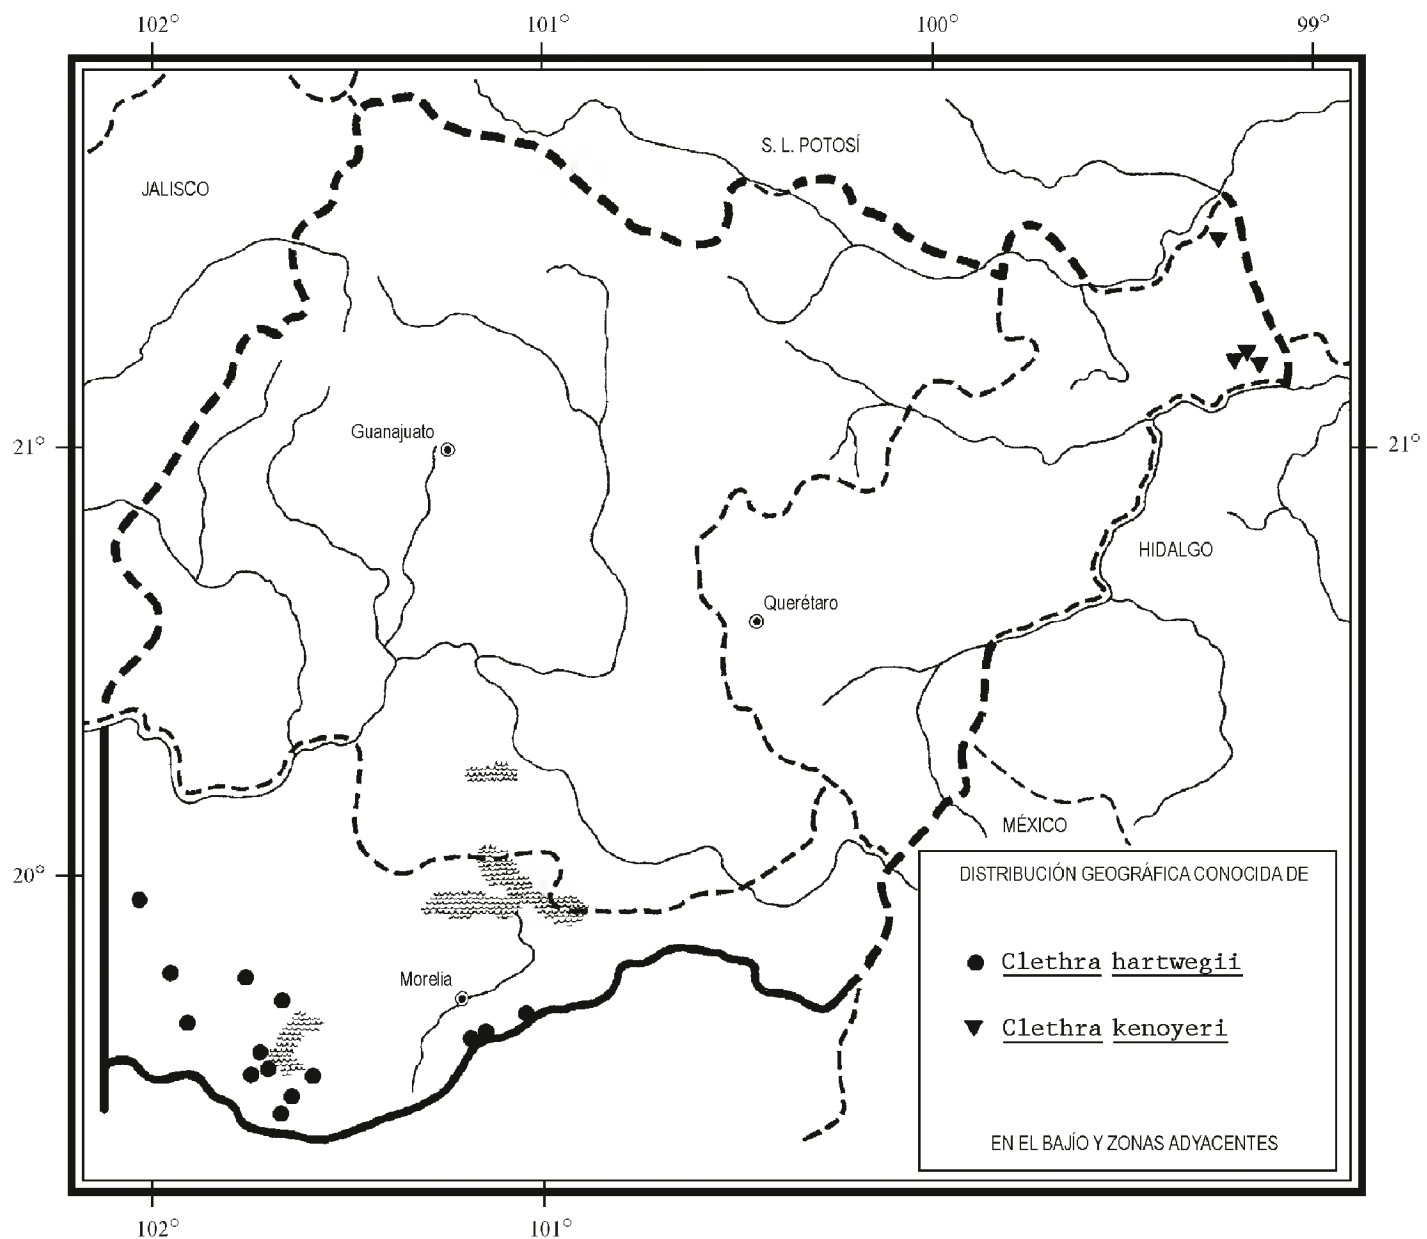 102° 101° 100° 99°
S. L. POTOSÍ
JALISCO
Guanajuato
21° 21°
HIDALGO
Querétaro
MÉXICO
20°
DISTRIBUCIÓN GEOGRÁFICA CONOCIDA DE
Clethra hartwegii
Morelia
Clethra kenoyeri
EN EL BAJÍO Y ZONAS ADYACENTES
102° 101°